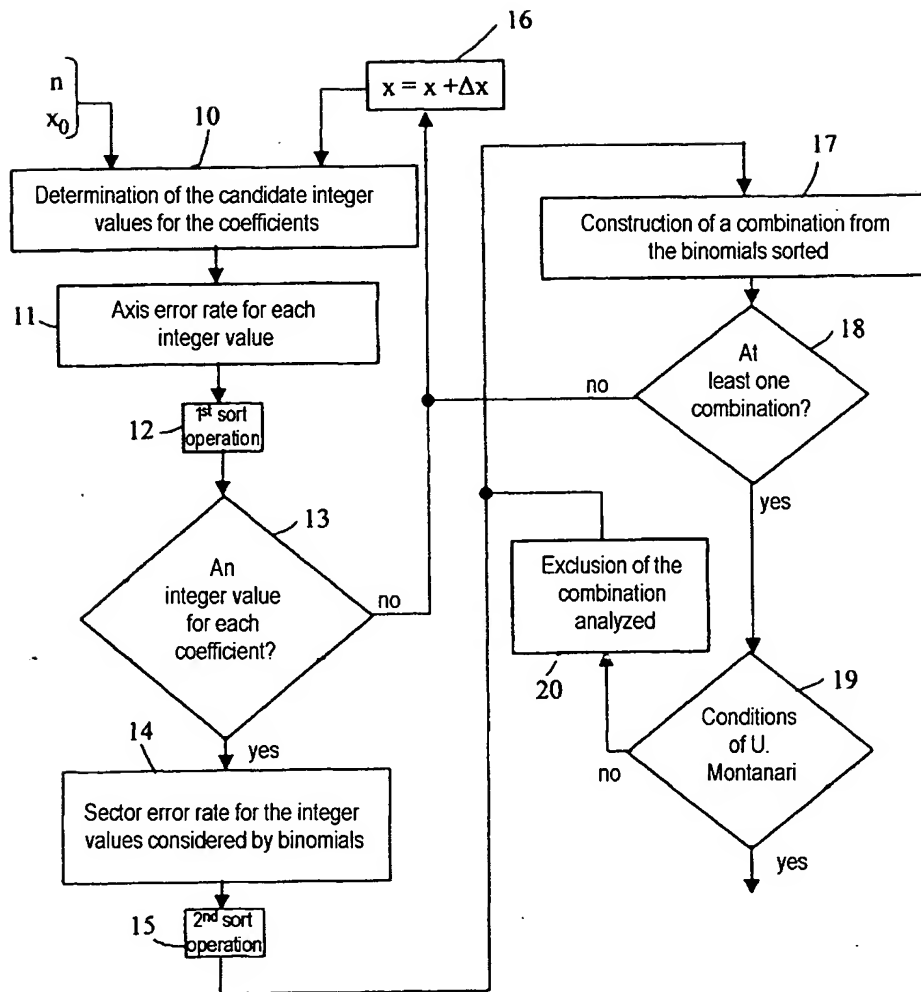 16
n
x0
x = x + Δx
10
17
Determination of the candidate integer
values for the coefficients
Construction of a combination from
the binomials sorted
11
Axis error rate for each
integer value
18
At
least one
combination?
no
yes
12
1st sort
operation
13
An
integer value
for each
coefficient?
no
yes
Exclusion of the
combination
analyzed
20
19
Conditions
of U.
Montanari
no
yes
14
Sector error rate for the integer
values considered by binomials
15
2nd sort
operation